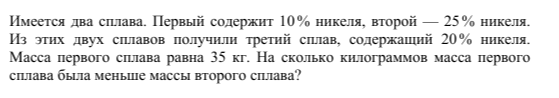 Имеется два сплава. Первый содержит 10% никеля, второй — 25% никеля.
Из этих двух сплавов получили третий сплав, содержащий 20% никеля.
Масса первого сплава равна 35 кг. На сколько килограммов масса первого
сплава была меньше массы второго сплава?